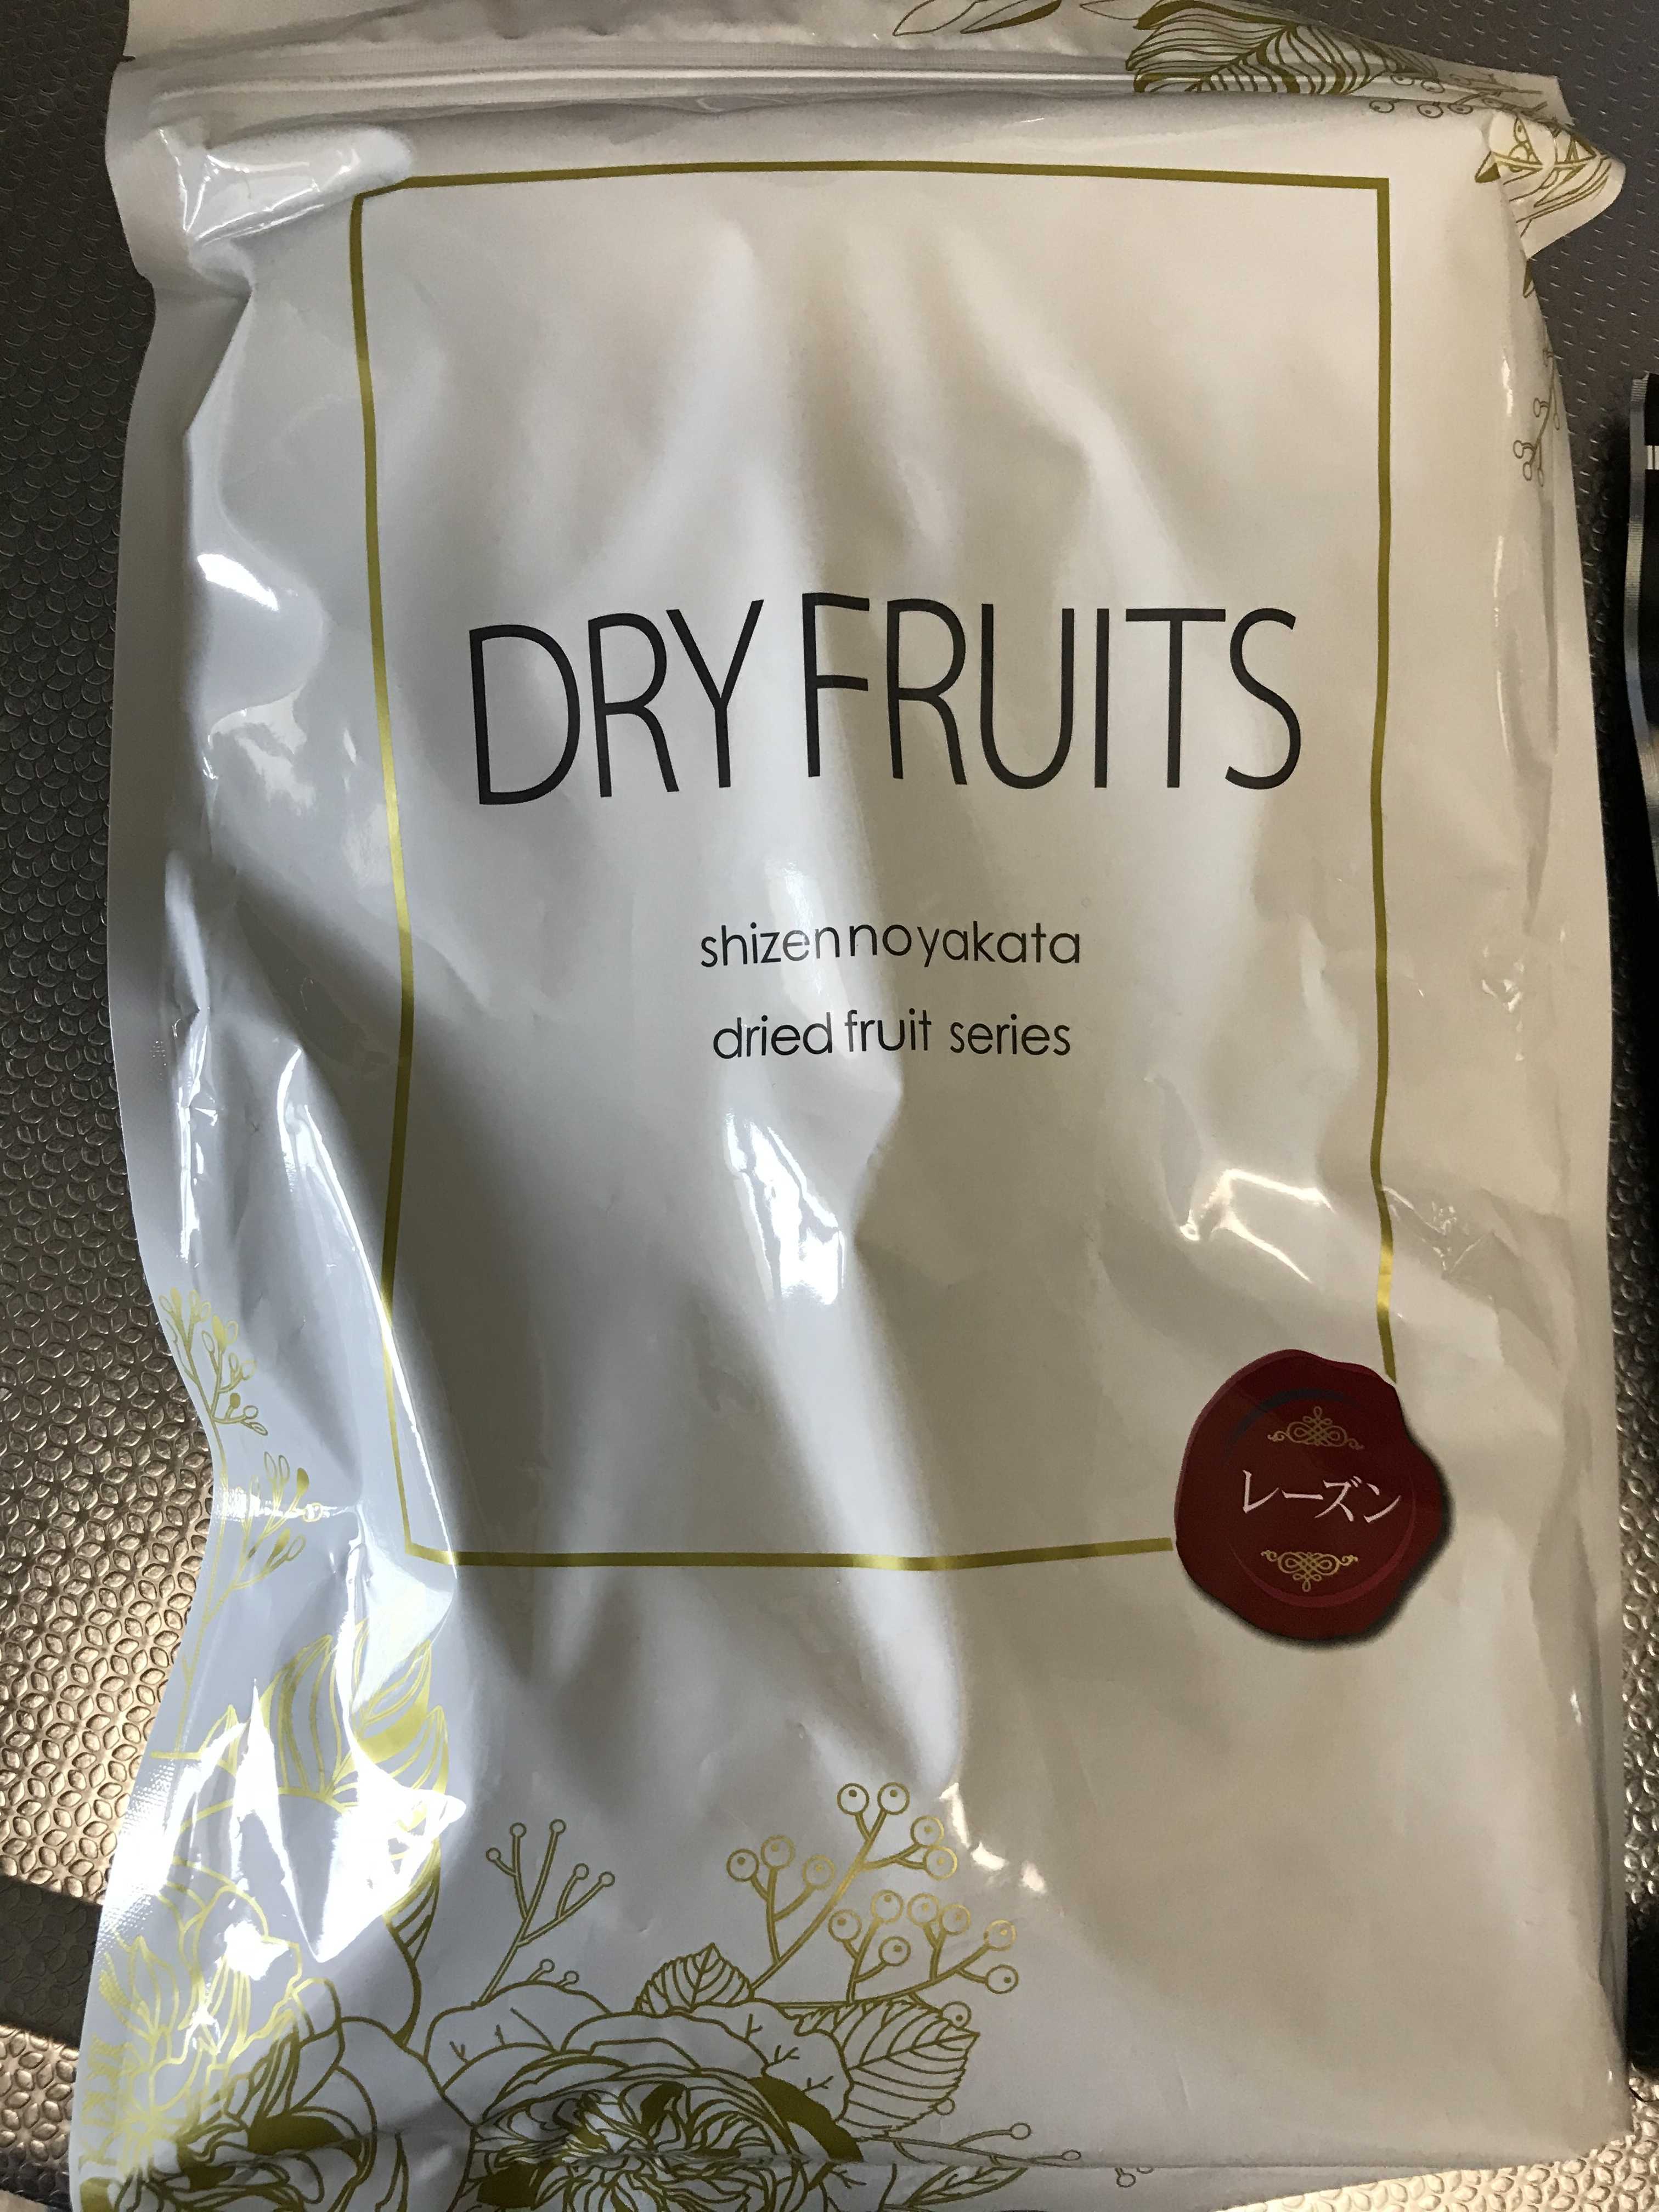 DRY FRUITS
shizennoyakata
dried fruit series
レーズン